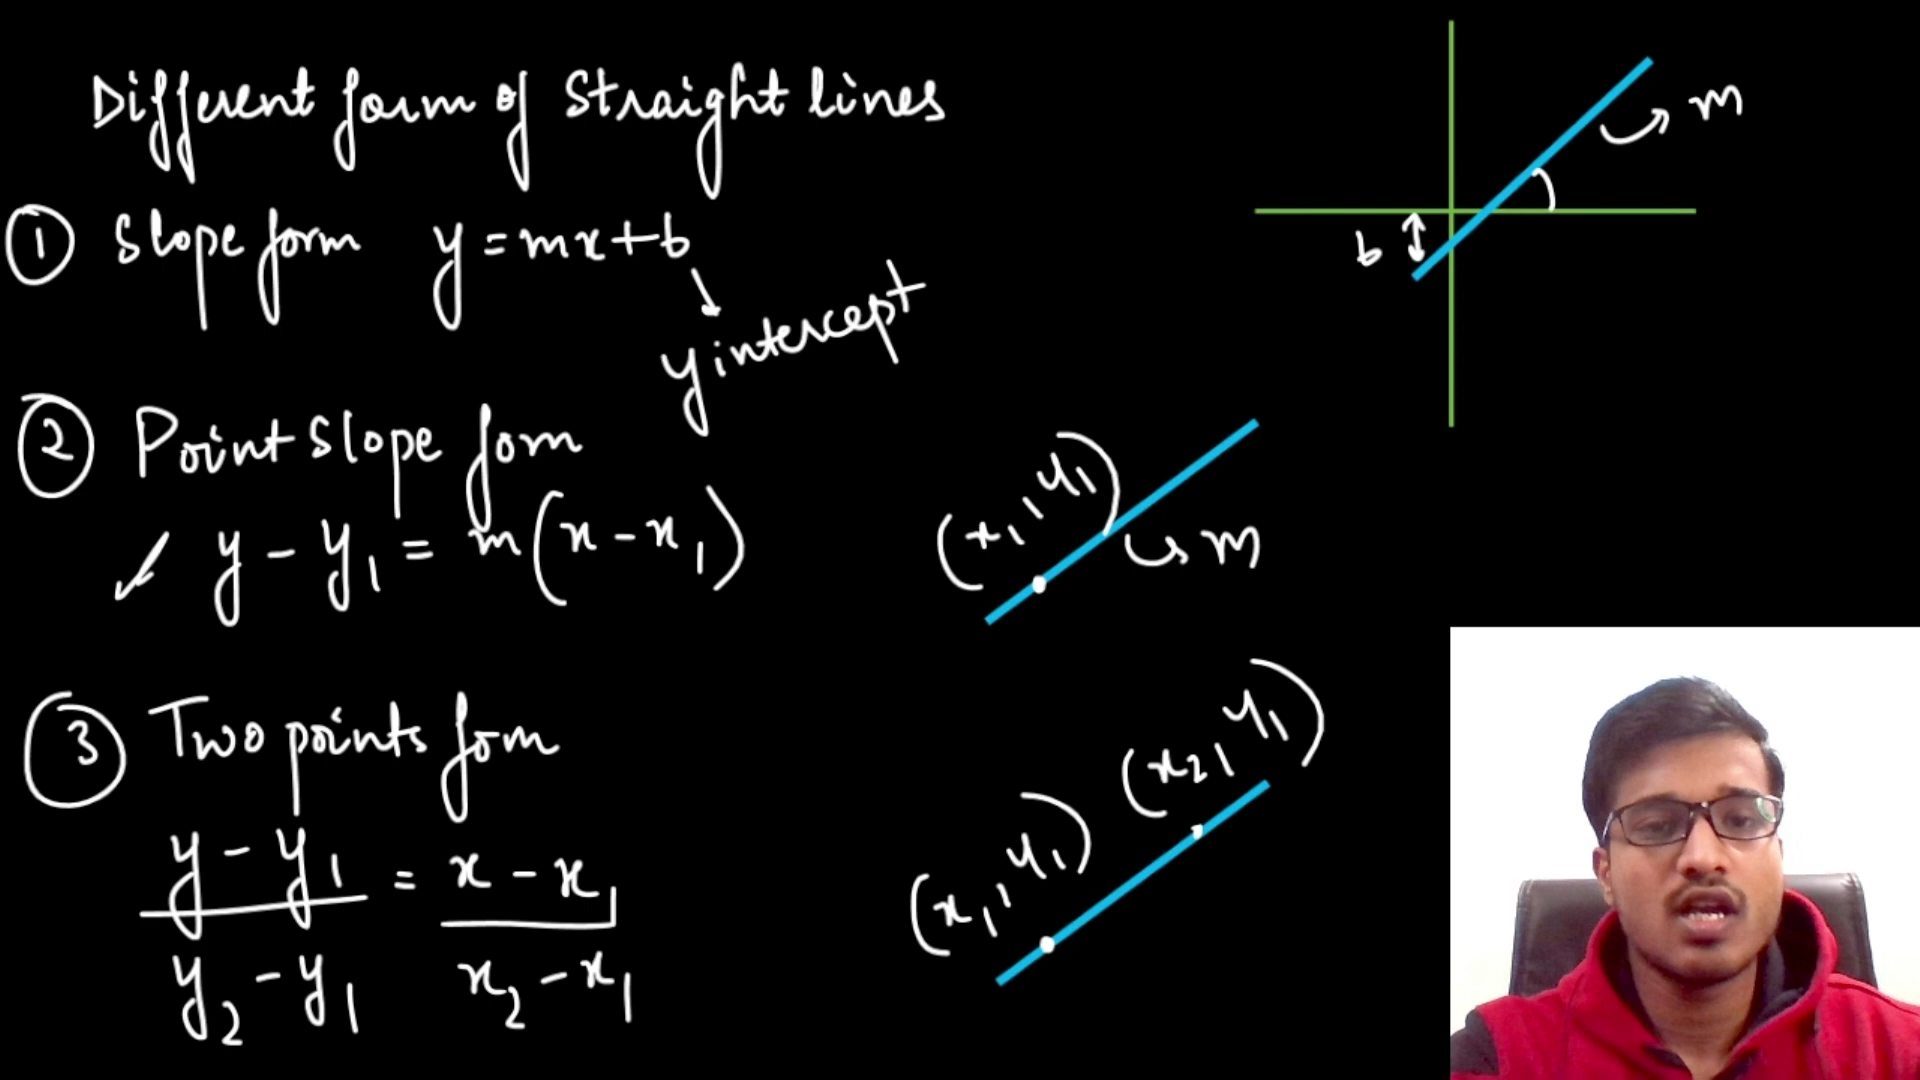 Different form of Straight lines
① Slope form y = mx + b
y intercept
② Point slope form
y - y₁ = m(x - x₁)
③ Two points form
y - y₁ / y₂ - y₁ = x - x₁ / x₂ - x₁
m
b
(x₁, y₁)
m
(x₂, y₁)
(x₁, y₁)